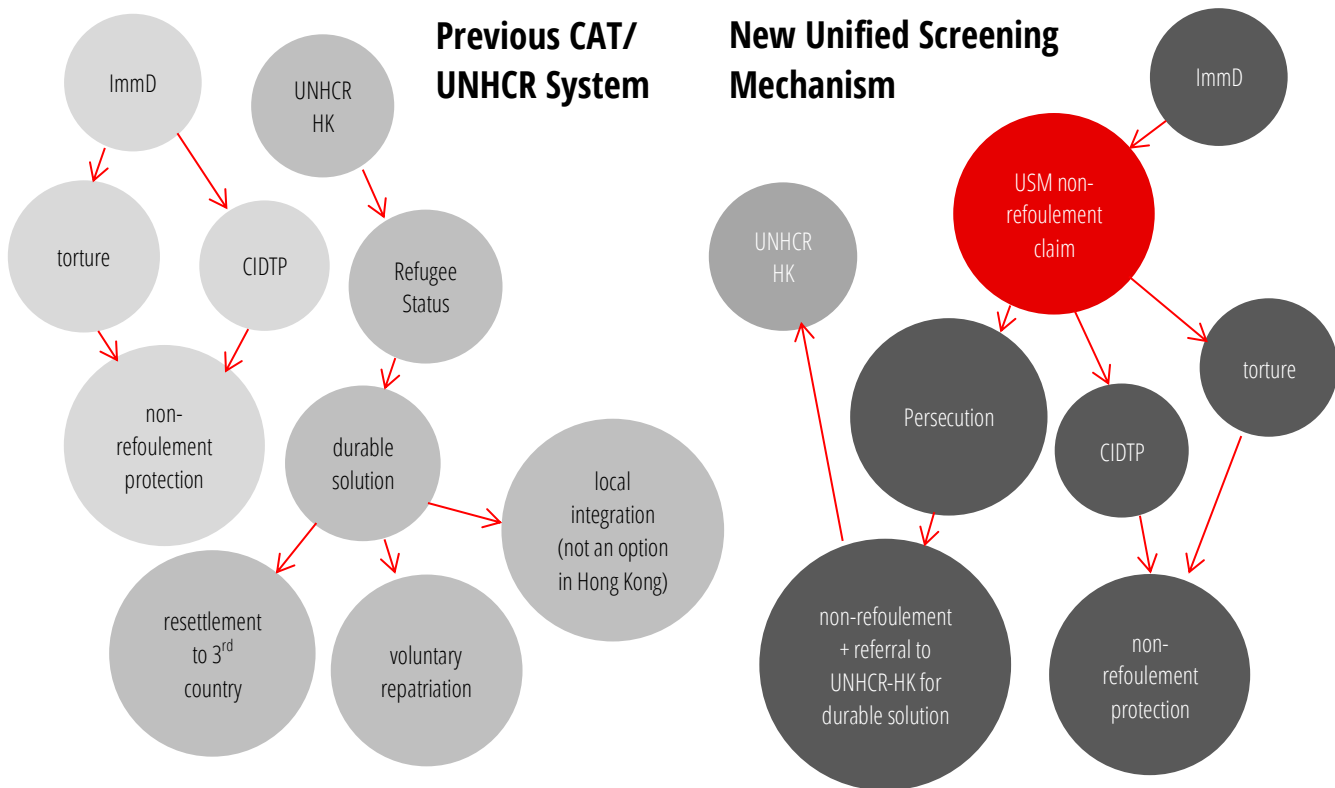 Previous CAT/
UNHCR System
ImmD
UNHCR
HK
torture
CIDTP
Refugee
Status
non-
refoulement
protection
durable
solution
local
integration
(not an option
in Hong Kong)
resettlement
to 3rd
country
voluntary
repatriation
New Unified Screening
Mechanism
ImmD
USM non-
refoulement
claim
UNHCR
HK
Persecution
CIDTP
torture
non-refoulement
+ referral to
UNHCR-HK for
durable solution
non-
refoulement
protection